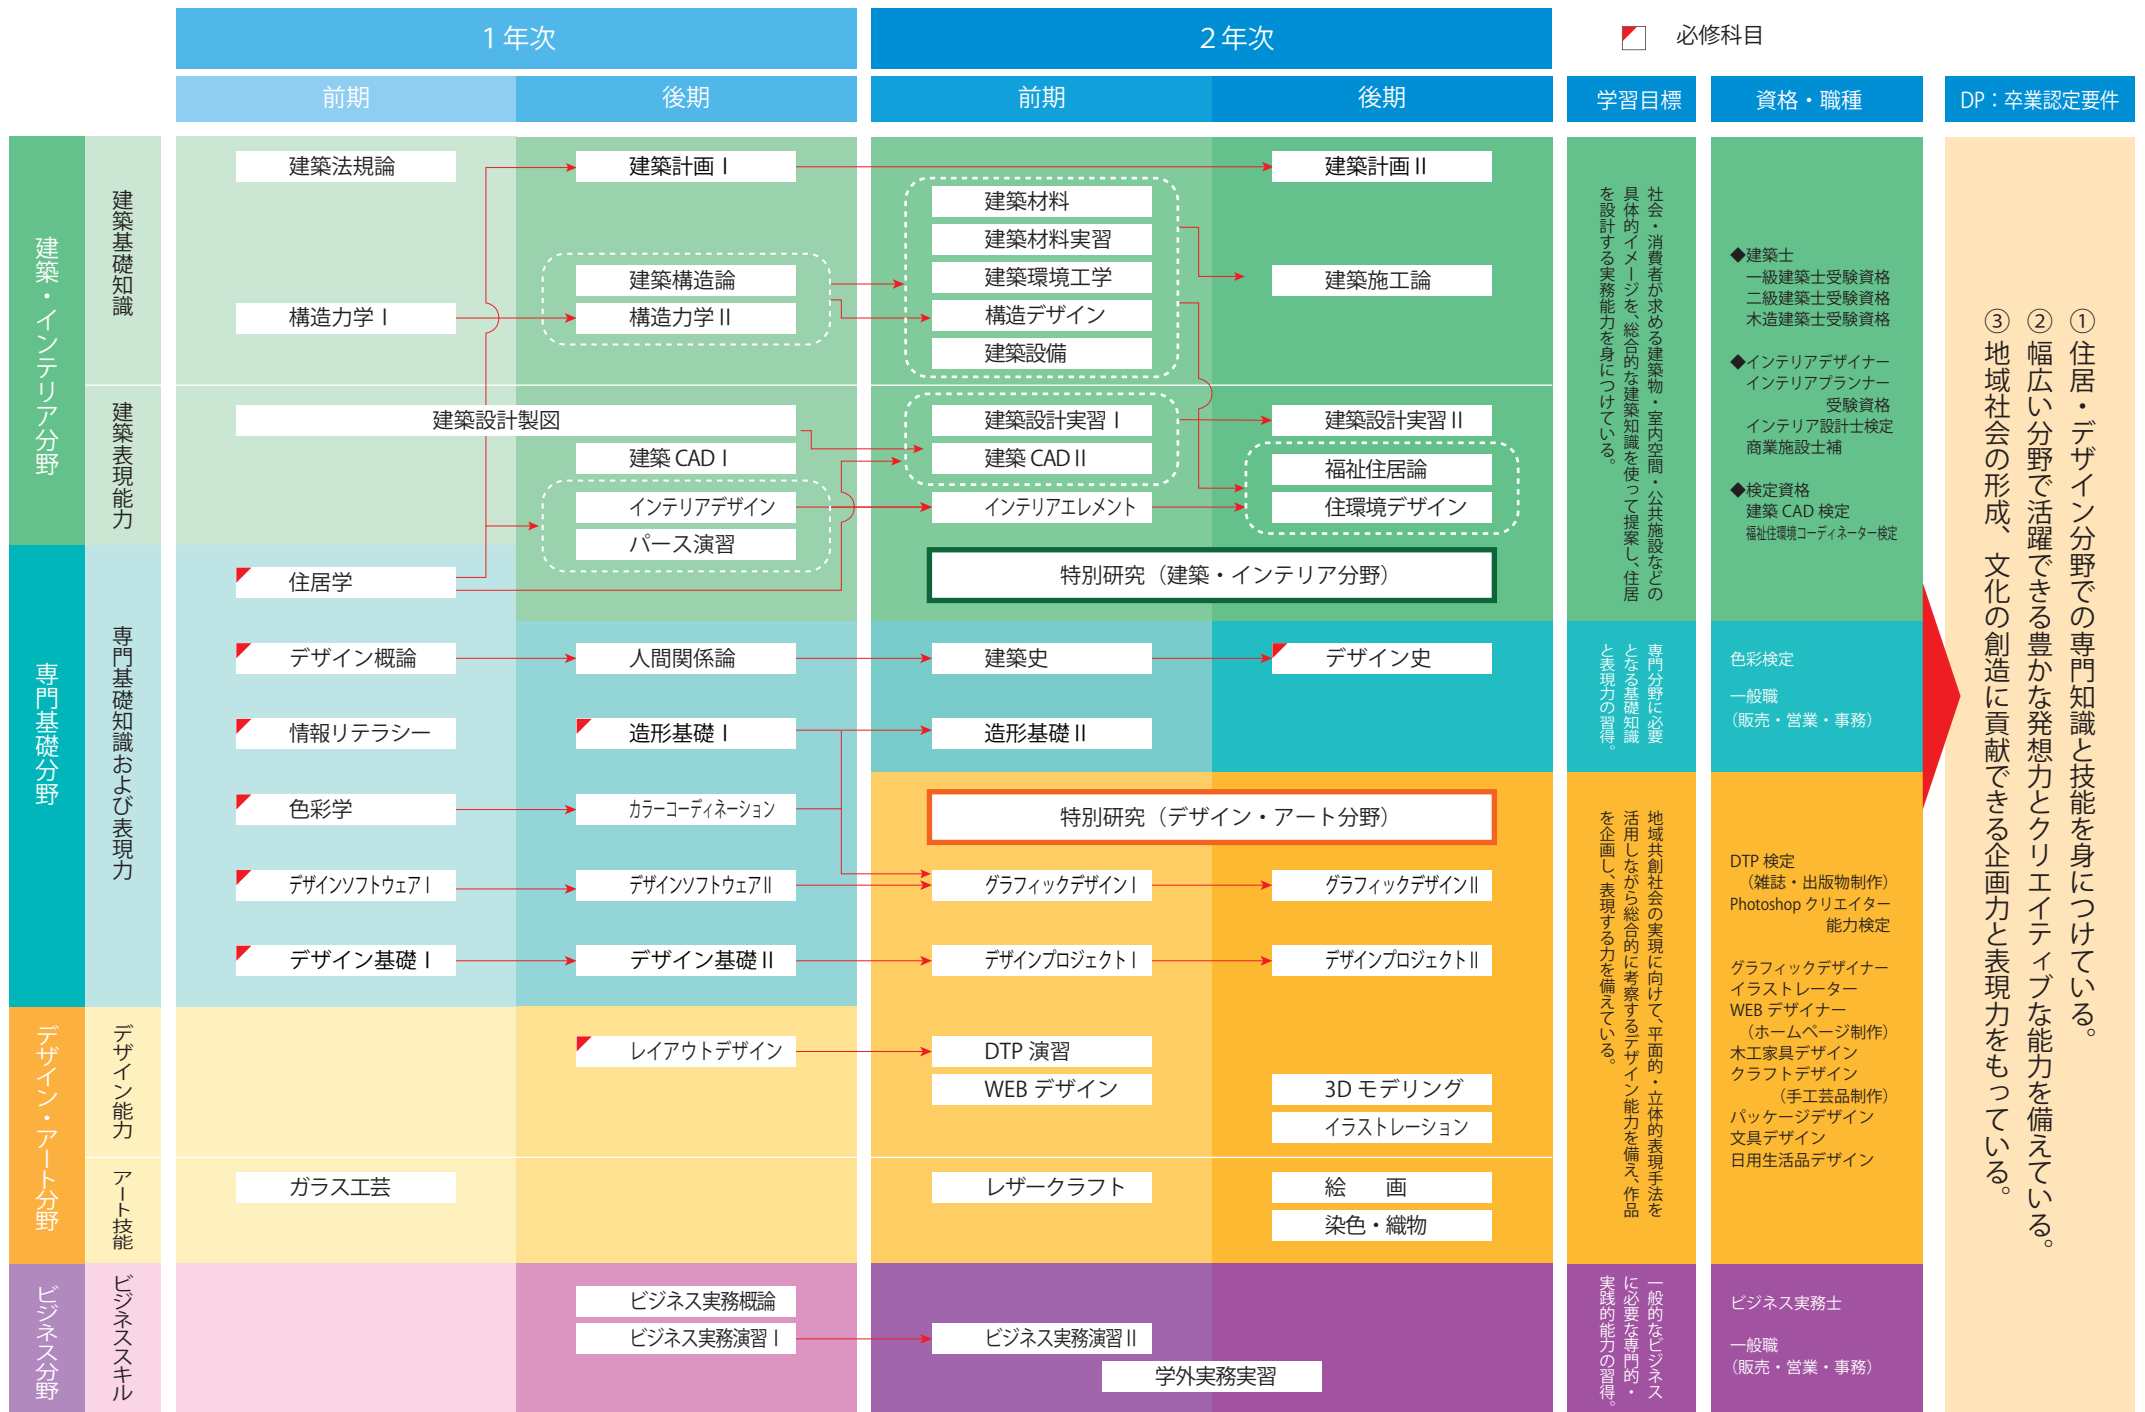 1年次
2年次
必修科目
前期
後期
前期
後期
学習目標
資格・職種
DP：卒業認定要件
建築・インテリア分野
建築基礎知識
建築法規論
建築計画Ⅰ
建築計画Ⅱ
建築材料
建築材料実習
建築構造論
建築環境工学
建築施工論
構造力学Ⅰ
構造力学Ⅱ
構造デザイン
建築設備
建築表現能力
建築設計製図
建築設計実習Ⅰ
建築設計実習Ⅱ
建築 CADⅠ
建築 CADⅡ
福祉住居論
インテリアデザイン
インテリアエレメント
住環境デザイン
パース演習
特別研究（建築・インテリア分野）
専門基礎分野
専門基礎知識および表現力
住居学
デザイン概論
人間関係論
建築史
デザイン史
情報リテラシー
造形基礎Ⅰ
造形基礎Ⅱ
色彩学
カラーコーディネーション
特別研究（デザイン・アート分野）
デザインソフトウェアⅠ
デザインソフトウェアⅡ
グラフィックデザインⅠ
グラフィックデザインⅡ
デザイン基礎Ⅰ
デザイン基礎Ⅱ
デザインプロジェクトⅠ
デザインプロジェクトⅡ
デザイン・アート分野
デザイン能力
レイアウトデザイン
DTP 演習
WEB デザイン
3D モデリング
イラストレーション
アート技能
ガラス工芸
レザークラフト
絵　画
染色・織物
ビジネス分野
ビジネススキル
ビジネス実務概論
ビジネス実務演習Ⅰ
ビジネス実務演習Ⅱ
学外実務実習
社会・消費者が求める建築物・室内空間・公共施設などの
具体的イメージを、総合的な建築知識を使って提案し、住居
を設計する実務能力を身につけている。
専門分野に必要
となる基礎知識
と表現力の習得。
地域共創社会の実現に向けて、平面的・立体的表現手法を
活用しながら総合的に考察するデザイン能力を備え、作品
を企画し、表現する力を備えている。
一般的なビジネス
に必要な専門的・
実践的能力の習得。
◆建築士
一級建築士受験資格
二級建築士受験資格
木造建築士受験資格
◆インテリアデザイナー
インテリアプランナー
受験資格
インテリア設計士検定
商業施設士補
◆検定資格
建築 CAD 検定
福祉住環境コーディネーター検定
色彩検定
一般職
（販売・営業・事務）
DTP 検定
（雑誌・出版物制作）
Photoshop クリエイター
能力検定
グラフィックデザイナー
イラストレーター
WEB デザイナー
（ホームページ制作）
木工家具デザイン
クラフトデザイン
（手工芸品制作）
パッケージデザイン
文具デザイン
日用生活品デザイン
ビジネス実務士
一般職
（販売・営業・事務）
①住居・デザイン分野での専門知識と技能を身につけている。
②幅広い分野で活躍できる豊かな発想力とクリエイティブな能力を備えている。
③地域社会の形成、文化の創造に貢献できる企画力と表現力をもっている。